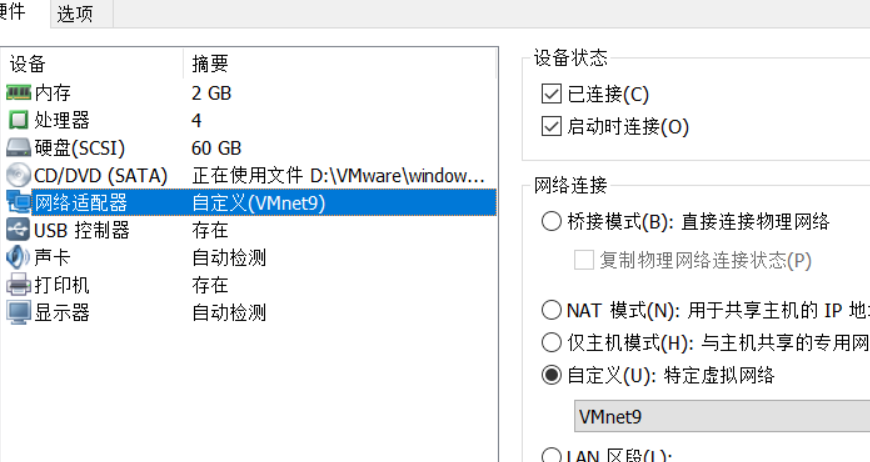 硬件
选项
设备 摘要
内存 2 GB
处理器 4
硬盘(SCSI) 60 GB
CD/DVD (SATA) 正在使用文件 D:\VMware\window...
网络适配器 自定义(VMnet9)
USB 控制器 存在
声卡 自动检测
打印机 存在
显示器 自动检测
设备状态
已连接(C)
启动时连接(O)
网络连接
桥接模式(B): 直接连接物理网络
复制物理网络连接状态(P)
NAT 模式(N): 用于共享主机的 IP 地
仅主机模式(H): 与主机共享的专用网
自定义(U): 特定虚拟网络
VMnet9
LAN 区段(L):